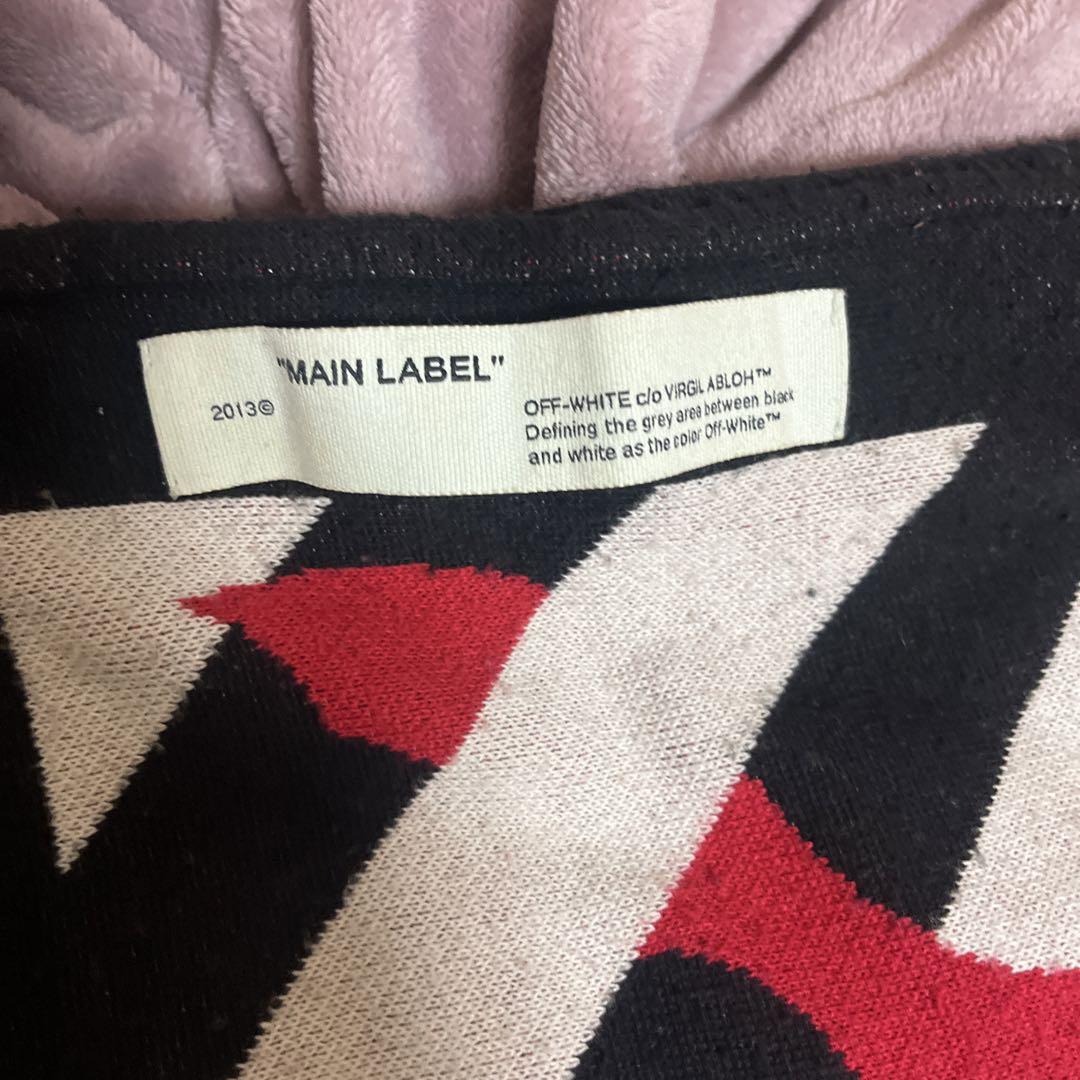 "MAIN LABEL"
2013©
OFF-WHITE c/o VIRGIL ABLOH™
Defining the grey area between black
and white as the color Off-White™